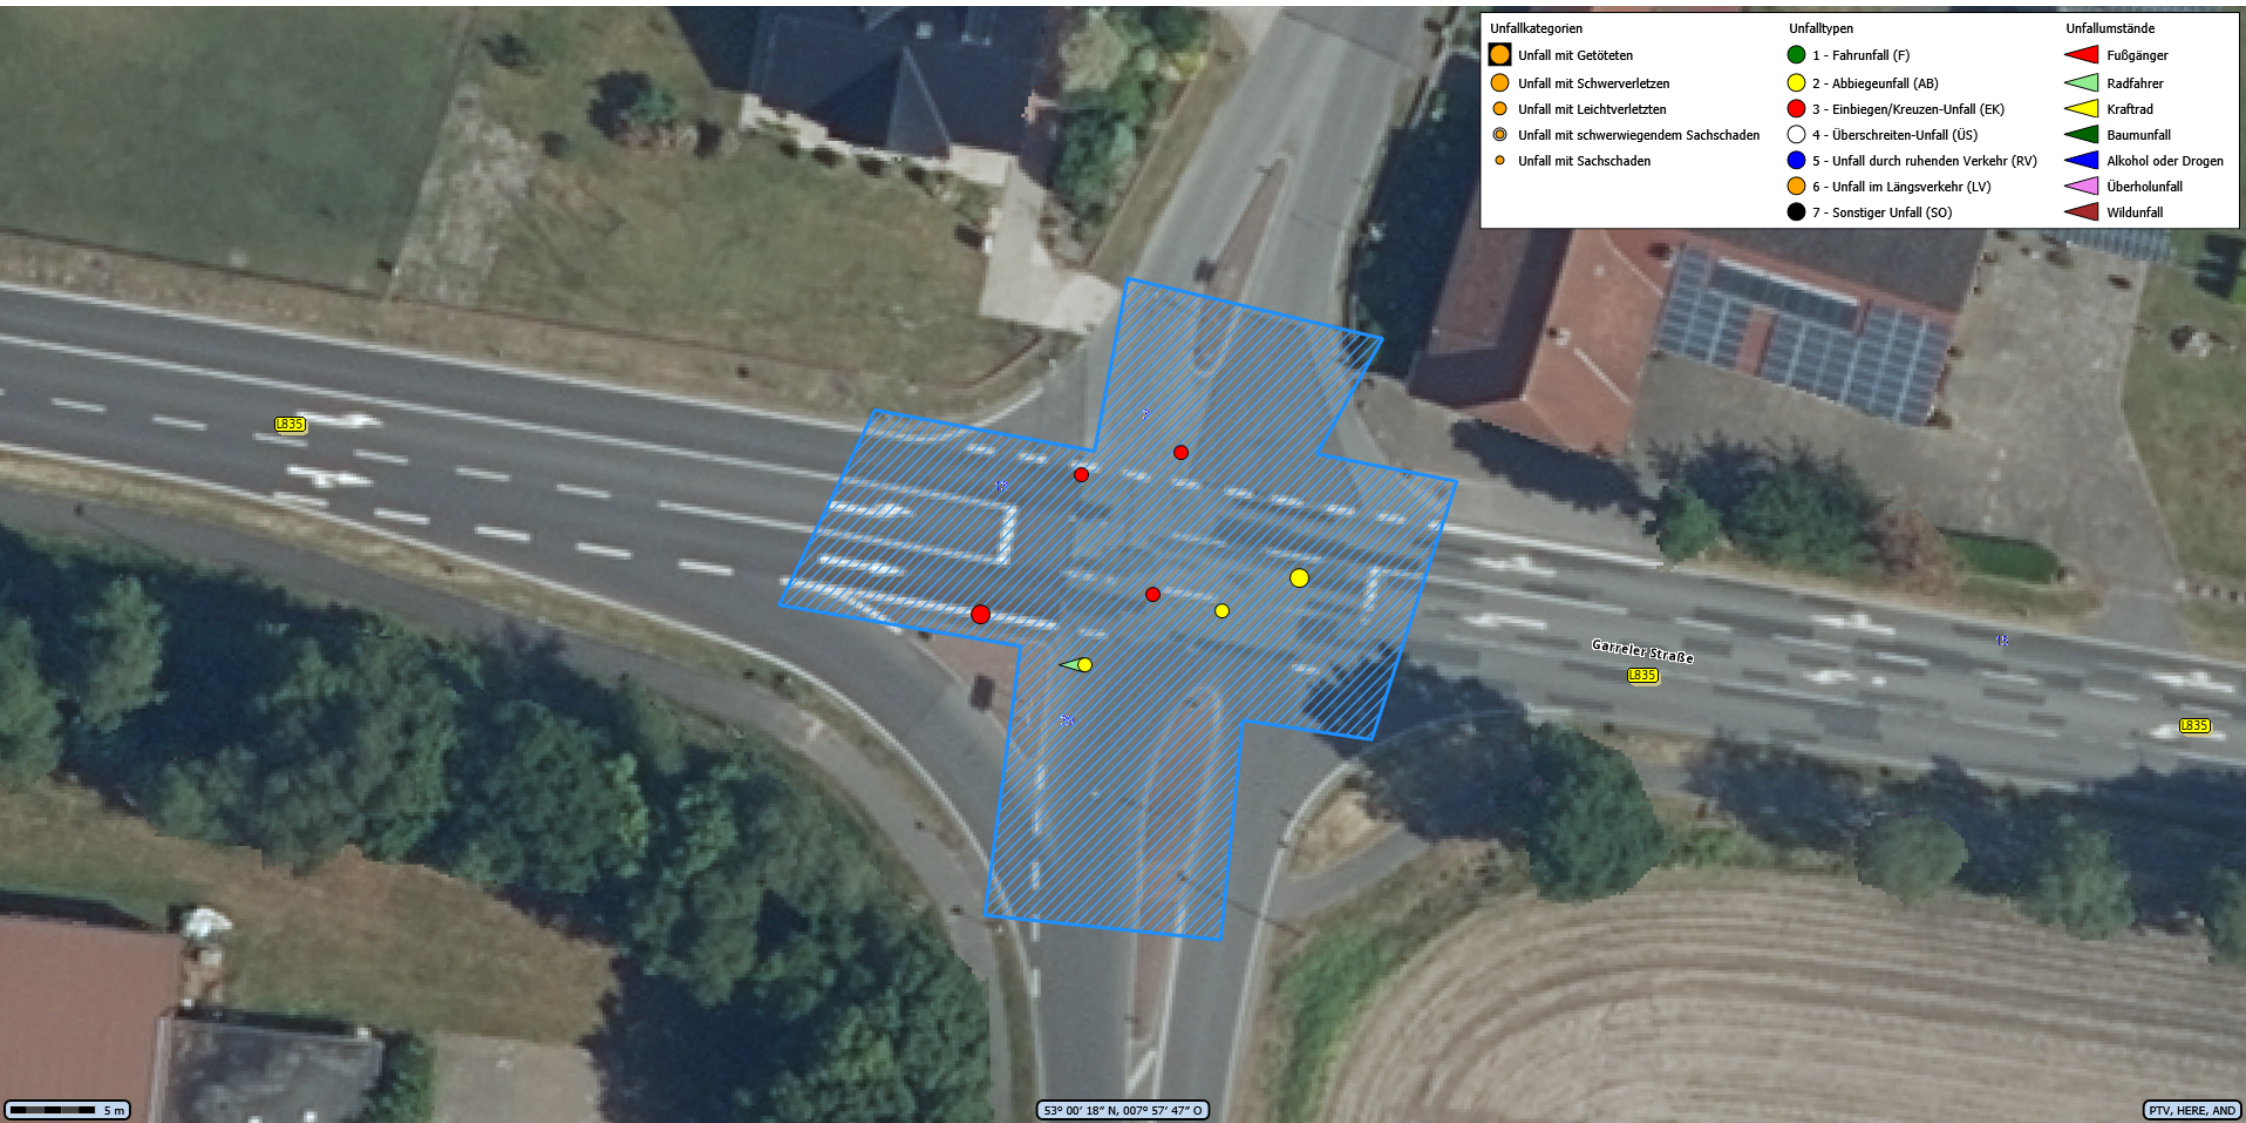 Unfallkategorien
Unfall mit Getöteten
Unfall mit Schwerverletzen
Unfall mit Leichtverletzten
Unfall mit schwerwiegendem Sachschaden
Unfall mit Sachschaden
Unfalltypen
1 - Fahrunfall (F)
2 - Abbiegeunfall (AB)
3 - Einbiegen/Kreuzen-Unfall (EK)
4 - Überschreiten-Unfall (ÜS)
5 - Unfall durch ruhenden Verkehr (RV)
6 - Unfall im Längsverkehr (LV)
7 - Sonstiger Unfall (SO)
Unfallumstände
Fußgänger
Radfahrer
Kraftrad
Baumunfall
Alkohol oder Drogen
Überholunfall
Wildunfall
L835
Garreler Straße
L835
L835
5 m
53° 00' 18" N, 007° 57' 47" O
PTV, HERE, AND